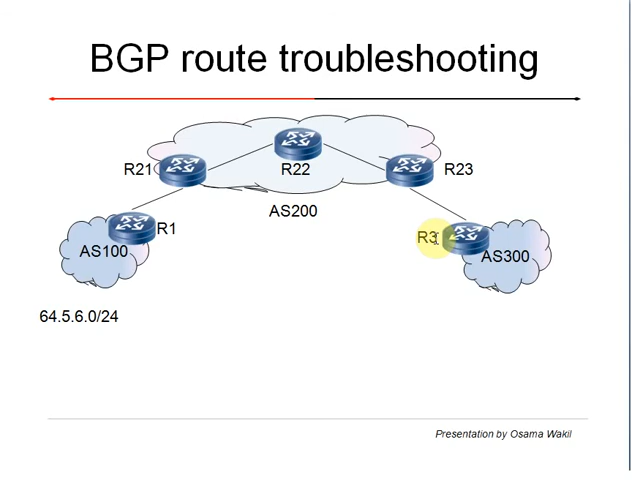 BGP route troubleshooting
R21
R22
R23
AS200
R1
R3
AS100
AS300
64.5.6.0/24
Presentation by Osama Wakil